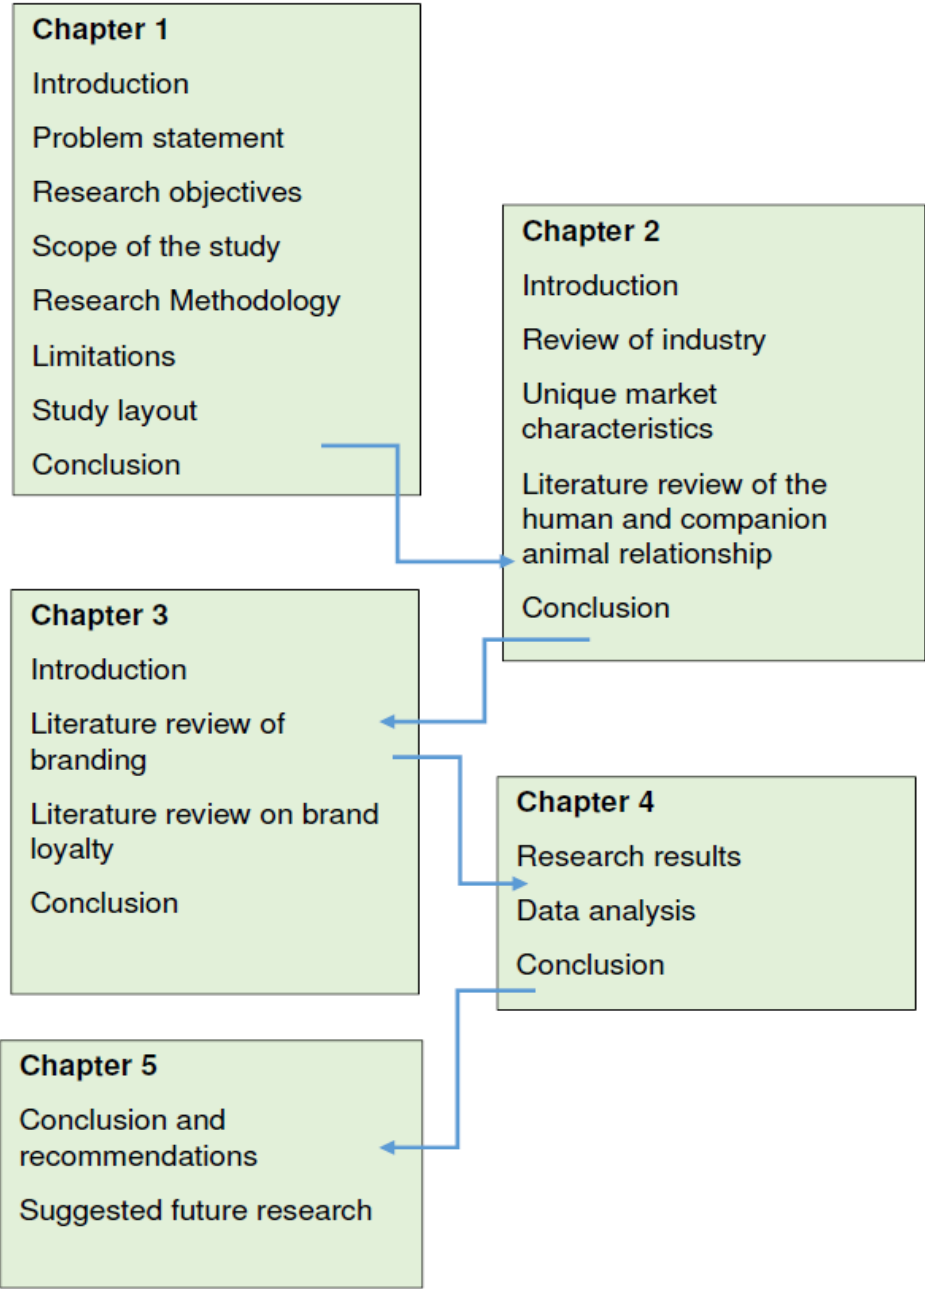 Chapter 1
Introduction
Problem statement
Research objectives
Scope of the study
Research Methodology
Limitations
Study layout
Conclusion
Chapter 2
Introduction
Review of industry
Unique market
characteristics
Literature review of the
human and companion
animal relationship
Conclusion
Chapter 3
Introduction
Literature review of
branding
Literature review on brand
loyalty
Conclusion
Chapter 4
Research results
Data analysis
Conclusion
Chapter 5
Conclusion and
recommendations
Suggested future research